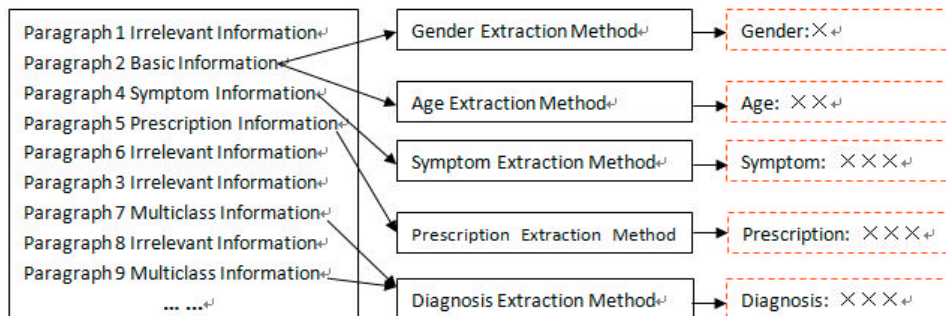 Paragraph 1 Irrelevant Information↵
Paragraph 2 Basic Information↵
Paragraph 4 Symptom Information↵
Paragraph 5 Prescription Information↵
Paragraph 6 Irrelevant Information↵
Paragraph 3 Irrelevant Information↵
Paragraph 7 Multiclass Information↵
Paragraph 8 Irrelevant Information↵
Paragraph 9 Multiclass Information↵
... ...↵
Gender Extraction Method↵
Age Extraction Method↵
Symptom Extraction Method↵
Prescription Extraction Method
Diagnosis Extraction Method↵
Gender:×↵
Age: ××↵
Symptom: ×××↵
Prescription: ×××↵
Diagnosis: ×××↵